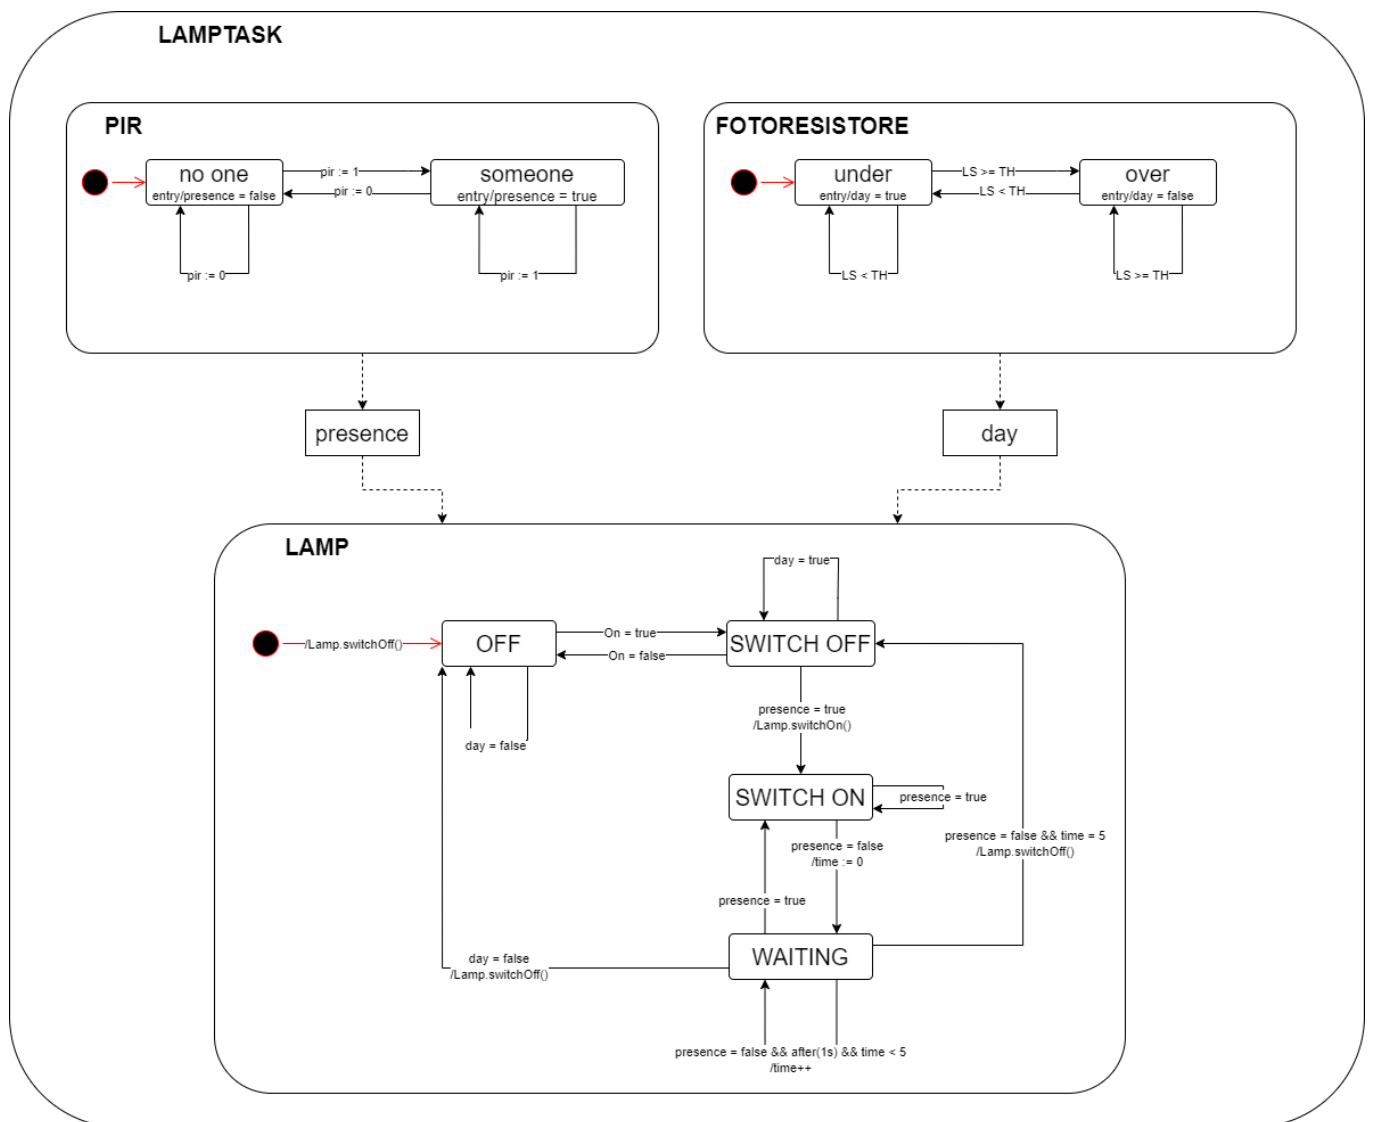 LAMPTASK
PIR
no one
entry/presence = false
pir := 1
pir := 0
someone
entry/presence = true
pir := 0
pir := 1
FOTORESISTORE
under
entry/day = true
LS >= TH
LS < TH
over
entry/day = false
LS < TH
LS >= TH
presence
day
LAMP
day = true
/Lamp.switchOff()
OFF
On = true
On = false
SWITCH OFF
day = false
presence = true
/Lamp.switchOn()
SWITCH ON
presence = true
presence = false
/time := 0
presence = false && time = 5
/Lamp.switchOff()
presence = true
WAITING
day = false
/Lamp.switchOff()
presence = false && after(1s) && time < 5
/time++